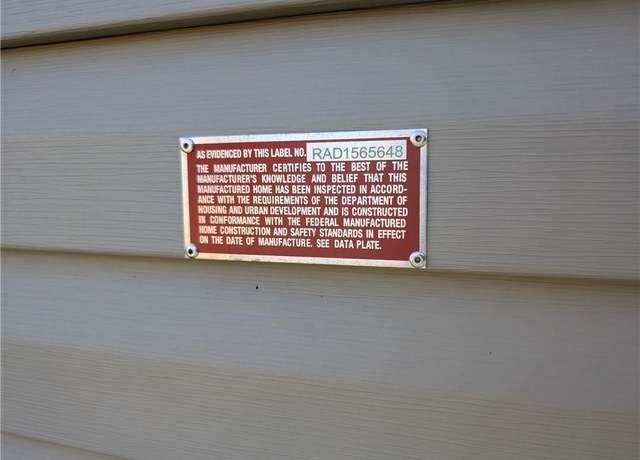 AS EVIDENCED BY THIS LABEL NO. RAD1565648
THE MANUFACTURER CERTIFIES TO THE BEST OF THE
MANUFACTURER'S KNOWLEDGE AND BELIEF THAT THIS
MANUFACTURED HOME HAS BEEN INSPECTED IN ACCORD-
ANCE WITH THE REQUIREMENTS OF THE DEPARTMENT OF
HOUSING AND URBAN DEVELOPMENT AND IS CONSTRUCTED
IN CONFORMANCE WITH THE FEDERAL MANUFACTURED
HOME CONSTRUCTION AND SAFETY STANDARDS IN EFFECT
ON THE DATE OF MANUFACTURE. SEE DATA PLATE.